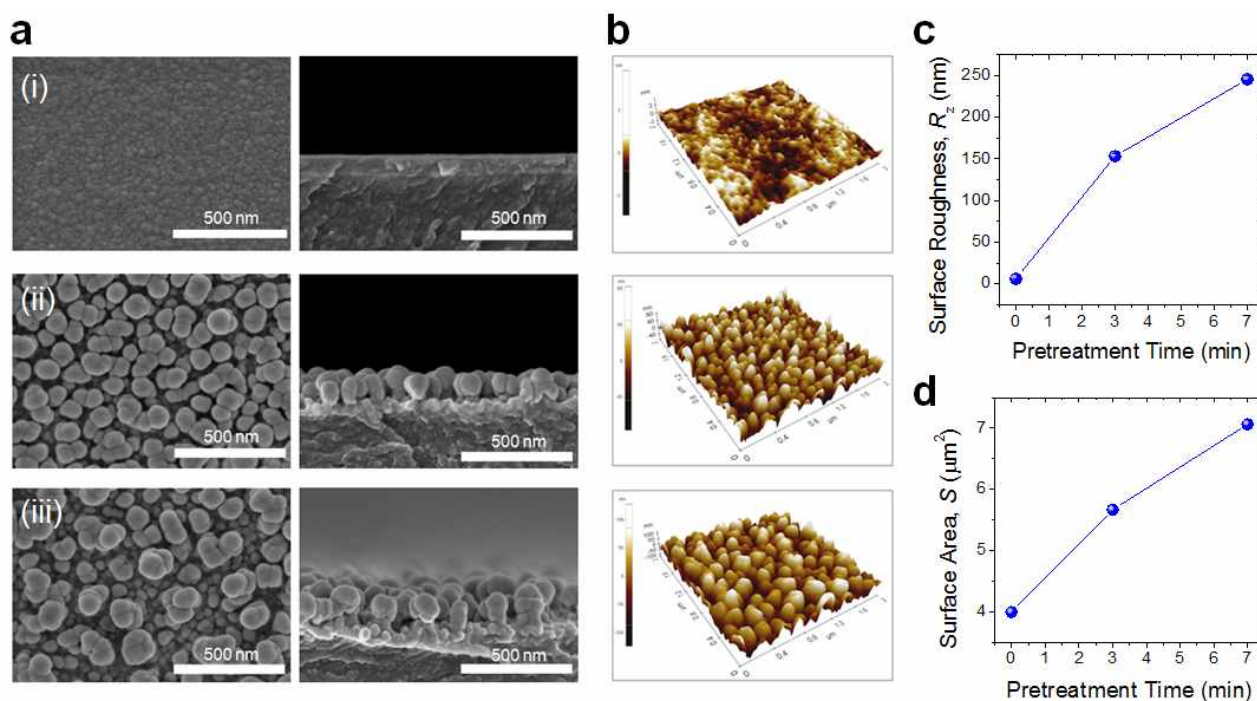 a
(i)
500 nm
500 nm
(ii)
500 nm
500 nm
(iii)
500 nm
500 nm
b
c
Surface Roughness, Rz (nm)
250
200
150
100
50
0
0 1 2 3 4 5 6 7
Pretreatment Time (min)
d
Surface Area, S (μm²)
7
6
5
4
0 1 2 3 4 5 6 7
Pretreatment Time (min)